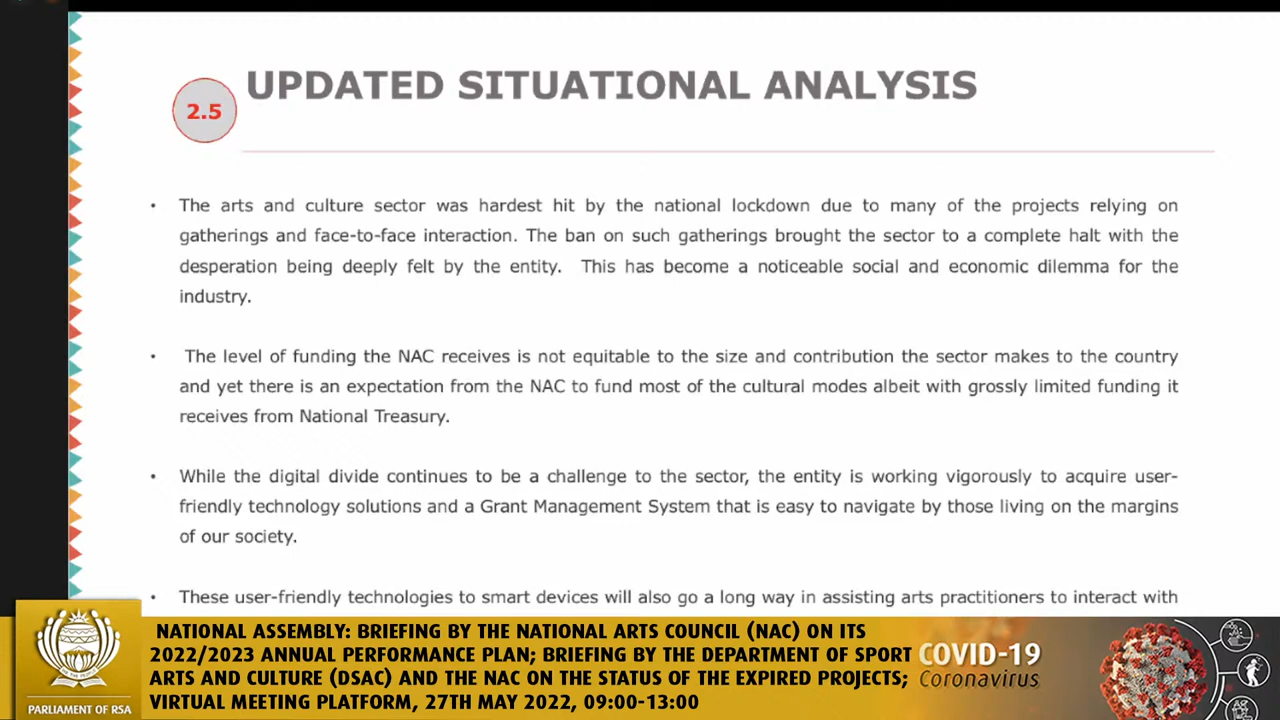 UPDATED SITUATIONAL ANALYSIS
2.5
• The arts and culture sector was hardest hit by the national lockdown due to many of the projects relying on
gatherings and face-to-face interaction. The ban on such gatherings brought the sector to a complete halt with the
desperation being deeply felt by the entity. This has become a noticeable social and economic dilemma for the
industry.
• The level of funding the NAC receives is not equitable to the size and contribution the sector makes to the country
and yet there is an expectation from the NAC to fund most of the cultural modes albeit with grossly limited funding it
receives from National Treasury.
• While the digital divide continues to be a challenge to the sector, the entity is working vigorously to acquire user-
friendly technology solutions and a Grant Management System that is easy to navigate by those living on the margins
of our society.
• These user-friendly technologies to smart devices will also go a long way in assisting arts practitioners to interact with
NATIONAL ASSEMBLY: BRIEFING BY THE NATIONAL ARTS COUNCIL (NAC) ON ITS
2022/2023 ANNUAL PERFORMANCE PLAN; BRIEFING BY THE DEPARTMENT OF SPORT
ARTS AND CULTURE (DSAC) AND THE NAC ON THE STATUS OF THE EXPIRED PROJECTS;
VIRTUAL MEETING PLATFORM, 27TH MAY 2022, 09:00-13:00
PARLIAMENT OF RSA
COVID-19
Coronavirus